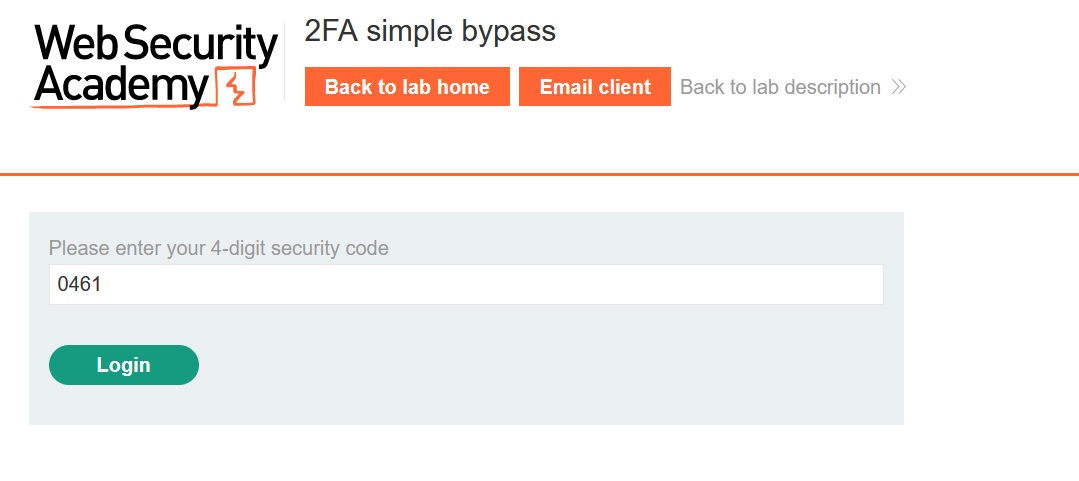 Web Security
Academy
2FA simple bypass
Back to lab home
Email client
Back to lab description
Please enter your 4-digit security code
0461
Login